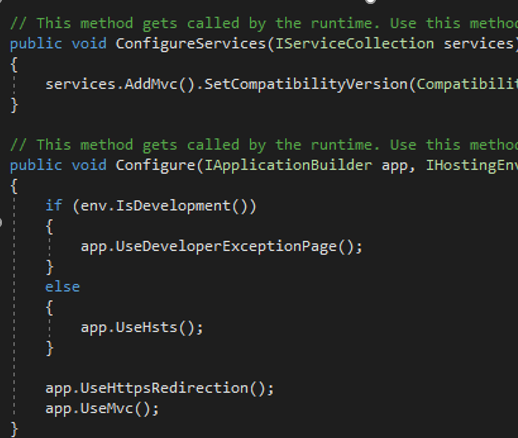 // This method gets called by the runtime. Use this method
public void ConfigureServices(IServiceCollection services)
{
services.AddMvc().SetCompatibilityVersion(Compatibilit
}
// This method gets called by the runtime. Use this method
public void Configure(IApplicationBuilder app, IHostingEnv
{
if (env.IsDevelopment())
{
app.UseDeveloperExceptionPage();
}
else
{
app.UseHsts();
}
app.UseHttpsRedirection();
app.UseMvc();
}